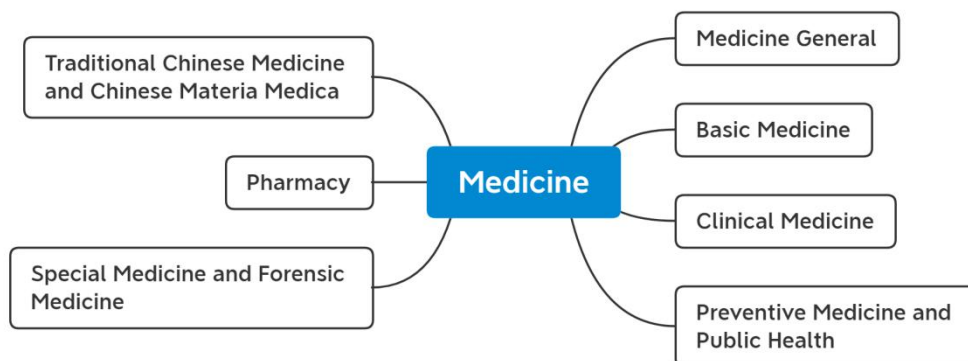 Traditional Chinese Medicine
and Chinese Materia Medica
Pharmacy
Special Medicine and Forensic
Medicine
Medicine
Medicine General
Basic Medicine
Clinical Medicine
Preventive Medicine and
Public Health